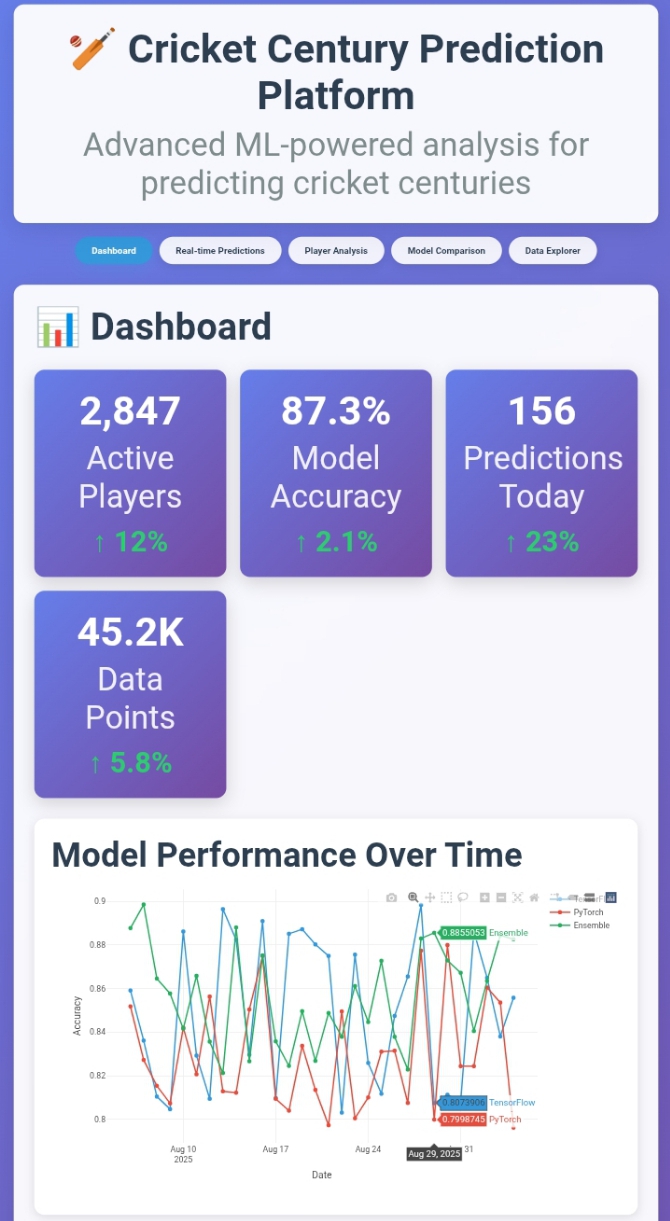 Cricket Century Prediction
Platform
Advanced ML-powered analysis for
predicting cricket centuries
Dashboard
Real-time Predictions
Player Analysis
Model Comparison
Data Explorer
Dashboard
2,847
Active
Players
↑ 12%
87.3%
Model
Accuracy
↑ 2.1%
156
Predictions
Today
↑ 23%
45.2K
Data
Points
↑ 5.8%
Model Performance Over Time
TensorFlow
PyTorch
Ensemble
0.9
0.88
0.86
0.84
0.82
0.8
Accuracy
0.8855053 Ensemble
0.8073906 TensorFlow
0.7998745 PyTorch
Aug 10
2025
Aug 17
Aug 24
Aug 29, 2025
31
Date